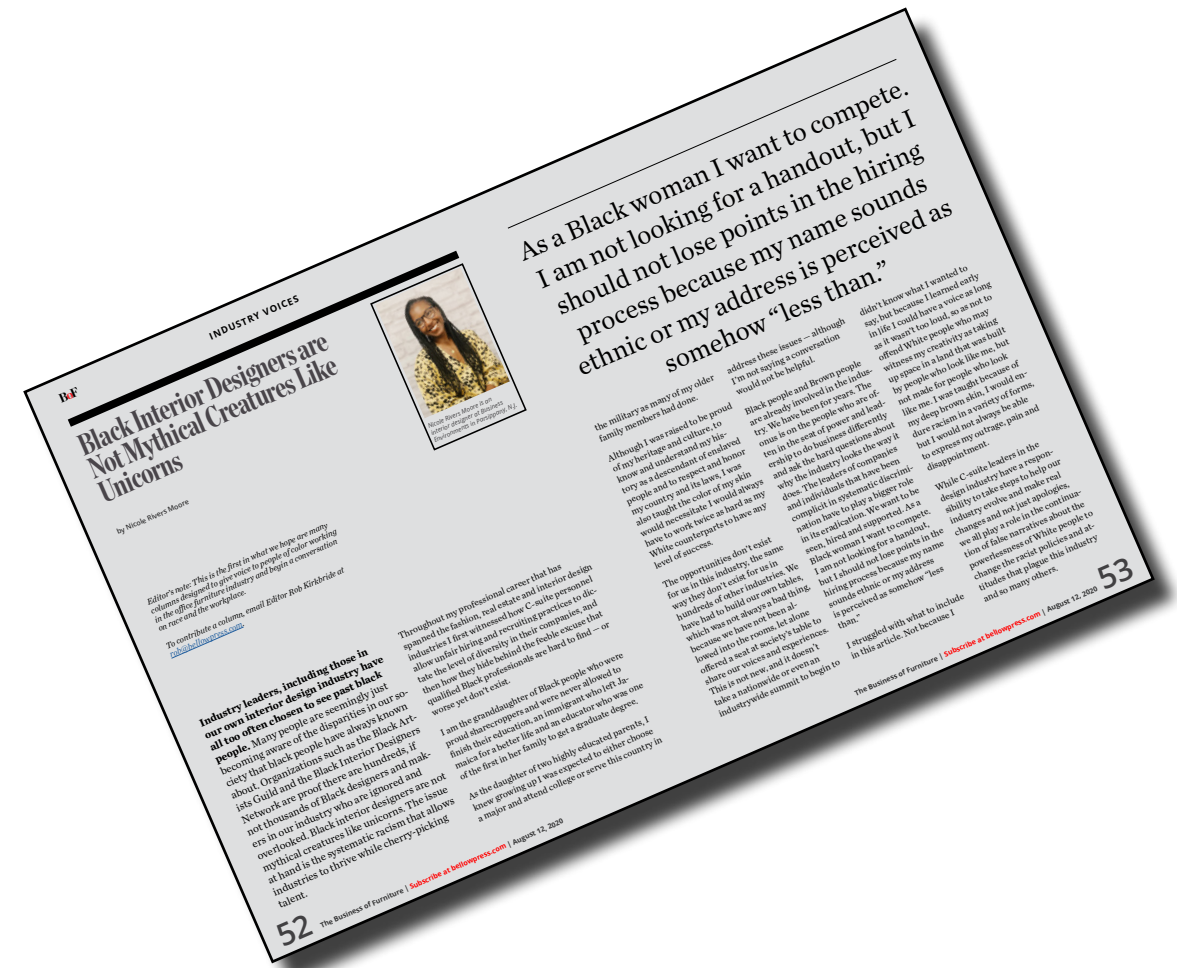 BoF
INDUSTRY VOICES
Black Interior Designers are
Not Mythical Creatures Like
Unicorns
by Nicole Rivers Moore
Nicole Rivers Moore is an
interior designer at Business
Environments in Parsippany, N.J.
Editor's note: This is the first in what we hope are many
columns designed to give voice to people of color working
in the office furniture industry and begin a conversation
on race and the workplace.
To contribute a column, email Editor Rob Kirkbride at
rob@bellowpress.com.
Industry leaders, including those in
our own interior design industry have
all too often chosen to see past black
people. Many people are seemingly just
becoming aware of the disparities in our so-
ciety that black people have always known
about. Organizations such as the Black Art-
ists Guild and the Black Interior Designers
Network are proof there are hundreds, if
not thousands of Black designers and mak-
ers in our industry who are ignored and
overlooked. Black interior designers are not
mythical creatures like unicorns. The issue
at hand is the systematic racism that allows
industries to thrive while cherry-picking
talent.
Throughout my professional career that has
spanned the fashion, real estate and interior design
industries I first witnessed how C-suite personnel
allow unfair hiring and recruiting practices to dic-
tate the level of diversity in their companies, and
then how they hide behind the feeble excuse that
qualified Black professionals are hard to find — or
worse yet don't exist.
I am the granddaughter of Black people who were
proud sharecroppers and were never allowed to
finish their education, an immigrant who left Ja-
maica for a better life and an educator who was one
of the first in her family to get a graduate degree.
As the daughter of two highly educated parents, I
knew growing up I was expected to either choose
a major and attend college or serve this country in
52
The Business of Furniture | Subscribe at bellowpress.com | August 12, 2020
As a Black woman I want to compete.
I am not looking for a handout, but I
should not lose points in the hiring
process because my name sounds
ethnic or my address is perceived as
somehow “less than.”
the military as many of my older
family members had done.
Although I was raised to be proud
of my heritage and culture, to
know and understand my his-
tory as a descendant of enslaved
people and to respect and honor
my country and its laws, I was
also taught the color of my skin
would necessitate I would always
have to work twice as hard as my
White counterparts to have any
level of success.
The opportunities don't exist
for us in this industry, the same
way they don't exist for us in
hundreds of other industries. We
have had to build our own tables,
which was not always a bad thing,
because we have not been al-
lowed into the rooms, let alone
offered a seat at society's table to
share our voices and experiences.
This is not new, and it doesn't
take a nationwide or even an
industrywide summit to begin to
address these issues — although
I'm not saying a conversation
would not be helpful.
Black people and Brown people
are already involved in the indus-
try. We have been for years. The
onus is on the people who are of-
ten in the seat of power and lead-
ership to do business differently
and ask the hard questions about
why the industry looks the way it
does. The leaders of companies
and individuals that have been
complicit in systematic discrimi-
nation have to play a bigger role
in its eradication. We want to be
seen, hired and supported. As a
Black woman I want to compete.
I am not looking for a handout,
but I should not lose points in the
hiring process because my name
sounds ethnic or my address
is perceived as somehow “less
than.”
I struggled with what to include
in this article. Not because I
didn't know what I wanted to
say, but because I learned early
in life I could have a voice as long
as it wasn't too loud, so as not to
offend White people who may
witness my creativity as taking
up space in a land that was built
by people who look like me, but
not made for people who look
like me. I was taught because of
my deep brown skin, I would en-
dure racism in a variety of forms,
but I would not always be able
to express my outrage, pain and
disappointment.
While C-suite leaders in the
design industry have a respon-
sibility to take steps to help our
industry evolve and make real
changes and not just apologies,
we all play a role in the continua-
tion of false narratives about the
powerlessness of White people to
change the racist policies and at-
titudes that plague this industry
and so many others.
The Business of Furniture | Subscribe at bellowpress.com | August 12, 2020
53